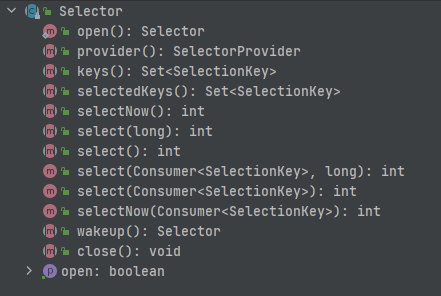 Selector
open(): Selector
provider(): SelectorProvider
keys(): Set<SelectionKey>
selectedKeys(): Set<SelectionKey>
selectNow(): int
select(long): int
select(): int
select(Consumer<SelectionKey>, long): int
select(Consumer<SelectionKey>): int
selectNow(Consumer<SelectionKey>): int
wakeup(): Selector
close(): void
open: boolean